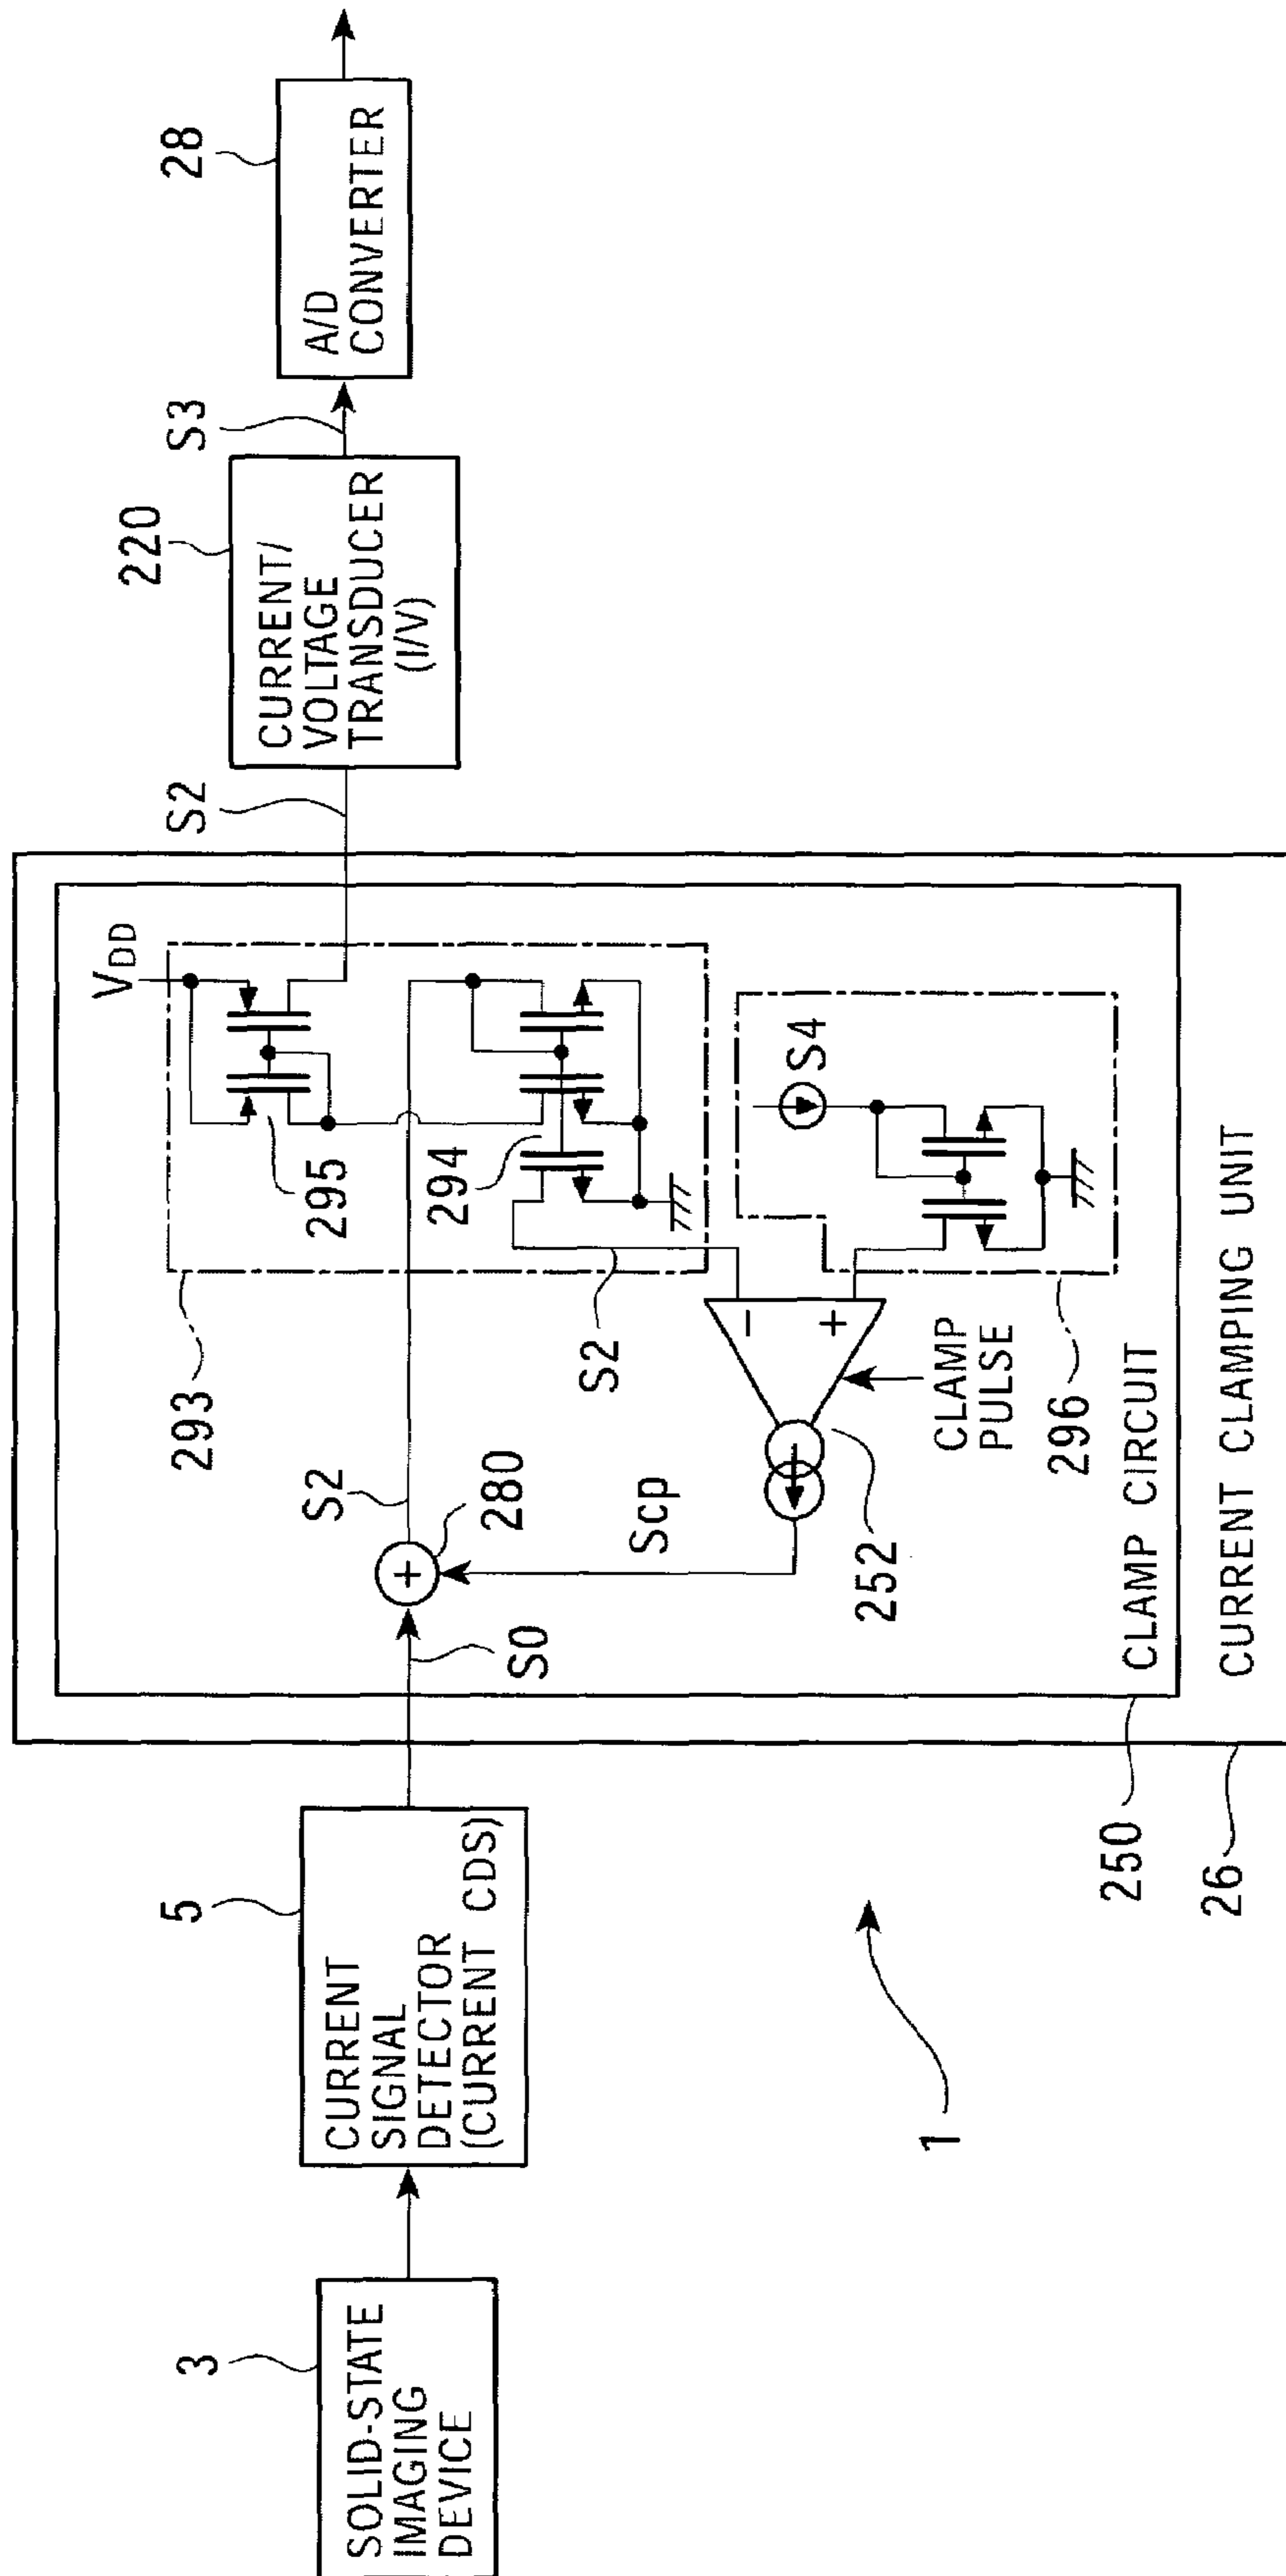 3
SOLID-STATE
IMAGING
DEVICE
5
CURRENT
SIGNAL
DETECTOR
(CURRENT CDS)
1
S0
280
S2
Scp
252
293
VDD
295
294
S2
S4
CLAMP
PULSE
296
CLAMP CIRCUIT
250
CURRENT CLAMPING UNIT
26
S2
220
CURRENT/
VOLTAGE
TRANSDUCER
(I/V)
S3
28
A/D
CONVERTER
+
−
+